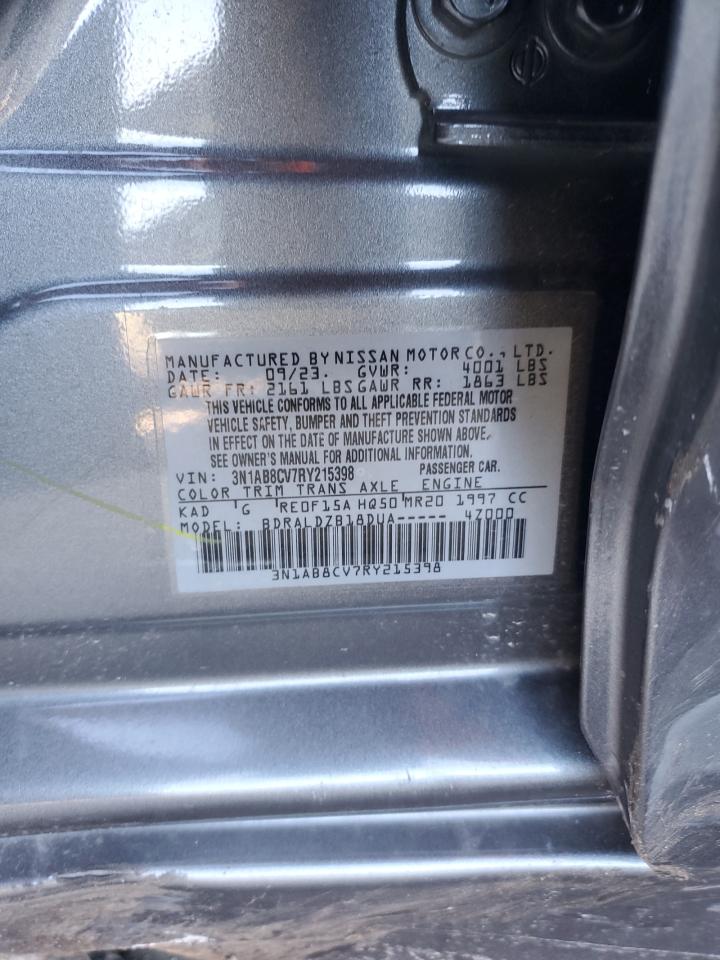 MANUFACTURED BY NISSAN MOTOR CO., LTD.
DATE: 09/23. GVWR: 4001 LBS
GAWR FR: 2161 LBS GAWR RR: 1863 LBS
THIS VEHICLE CONFORMS TO ALL APPLICABLE FEDERAL MOTOR
VEHICLE SAFETY, BUMPER AND THEFT PREVENTION STANDARDS
IN EFFECT ON THE DATE OF MANUFACTURE SHOWN ABOVE.
SEE OWNER'S MANUAL FOR ADDITIONAL INFORMATION.
VIN: 3N1AB8CV7RY215398 PASSENGER CAR.
COLOR TRIM TRANS AXLE ENGINE
KAD G RE0F15A HQ50 MR20 1997 CC
MODEL: BDRALDZB18DUA----- 4Z000
3N1AB8CV7RY215398